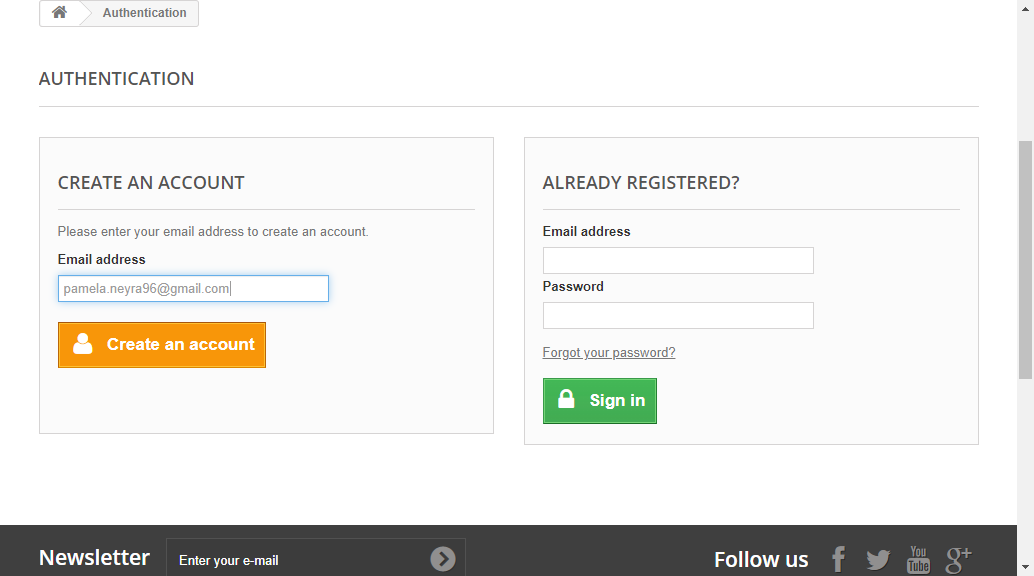 Authentication
AUTHENTICATION
CREATE AN ACCOUNT
Please enter your email address to create an account.
Email address
pamela.neyra96@gmail.com
Create an account
ALREADY REGISTERED?
Email address
Password
Forgot your password?
Sign in
Newsletter
Enter your e-mail
Follow us
f
You
Tube
g+